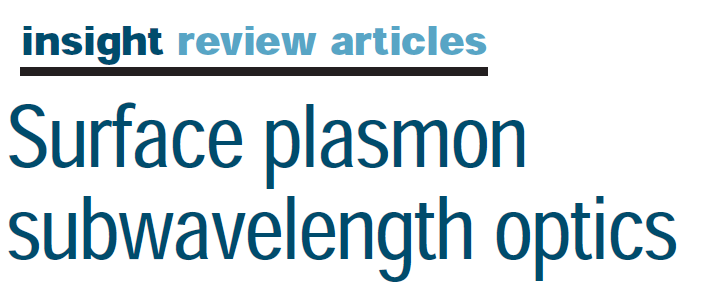 insight review articles
Surface plasmon
subwavelength optics